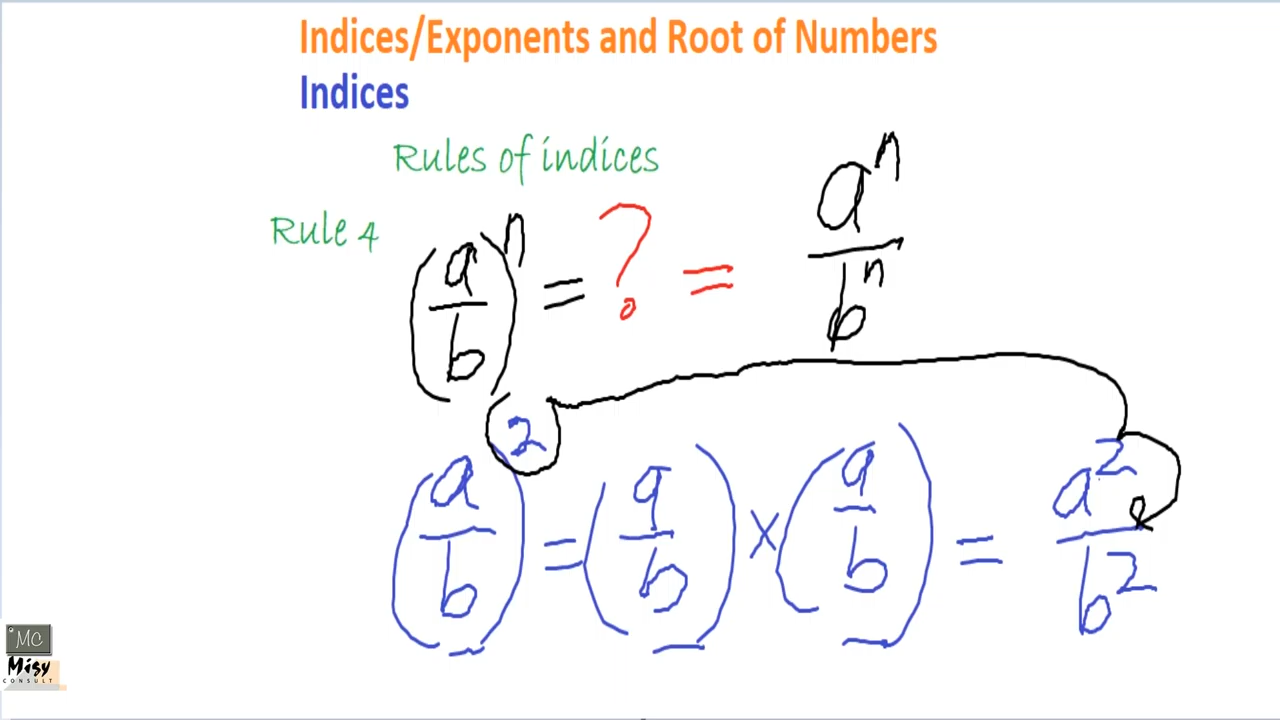 Indices/Exponents and Root of Numbers
Indices
Rules of indices
Rule 4
(a/b)^n = ? = a^n/b^n
(a/b)^2 = (a/b) × (a/b) = a^2/b^2
MC
Misy
CONSULT